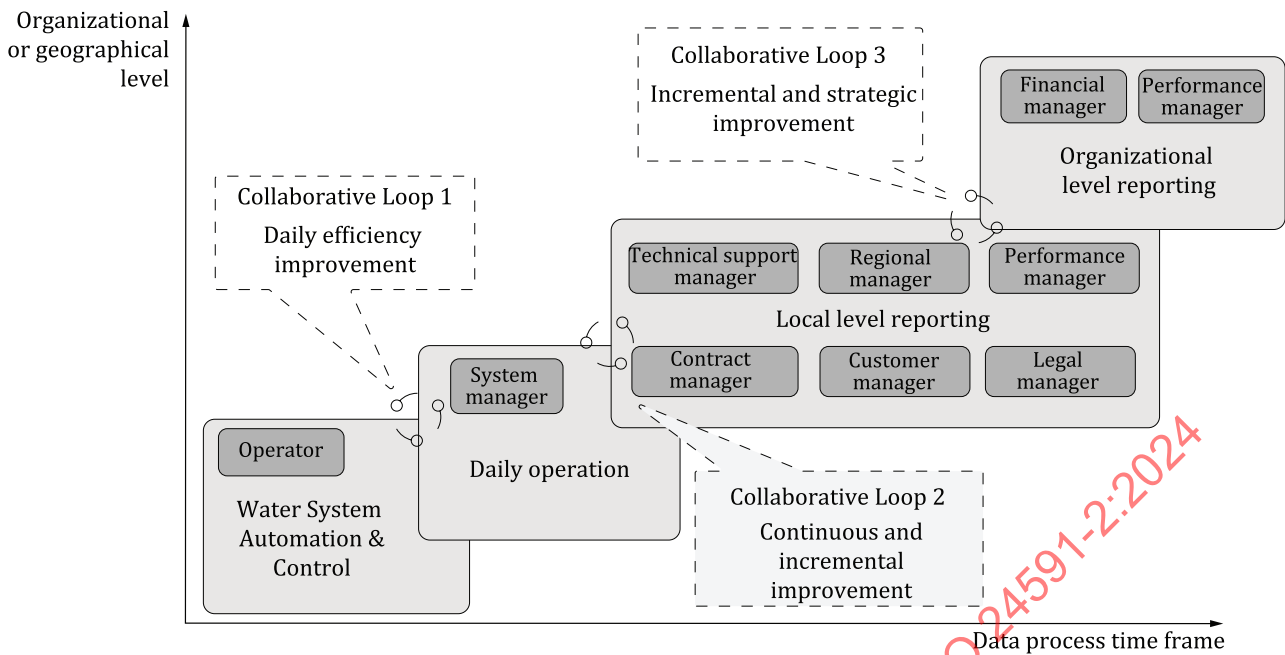 Organizational
or geographical
level
Collaborative Loop 3
Incremental and strategic
improvement
Financial
manager
Performance
manager
Organizational
level reporting
Collaborative Loop 1
Daily efficiency
improvement
Technical support
manager
Regional
manager
Performance
manager
Local level reporting
Contract
manager
Customer
manager
Legal
manager
System
manager
Daily operation
Operator
Water System
Automation &
Control
Collaborative Loop 2
Continuous and
incremental
improvement
24591-2:2024
Data process time frame